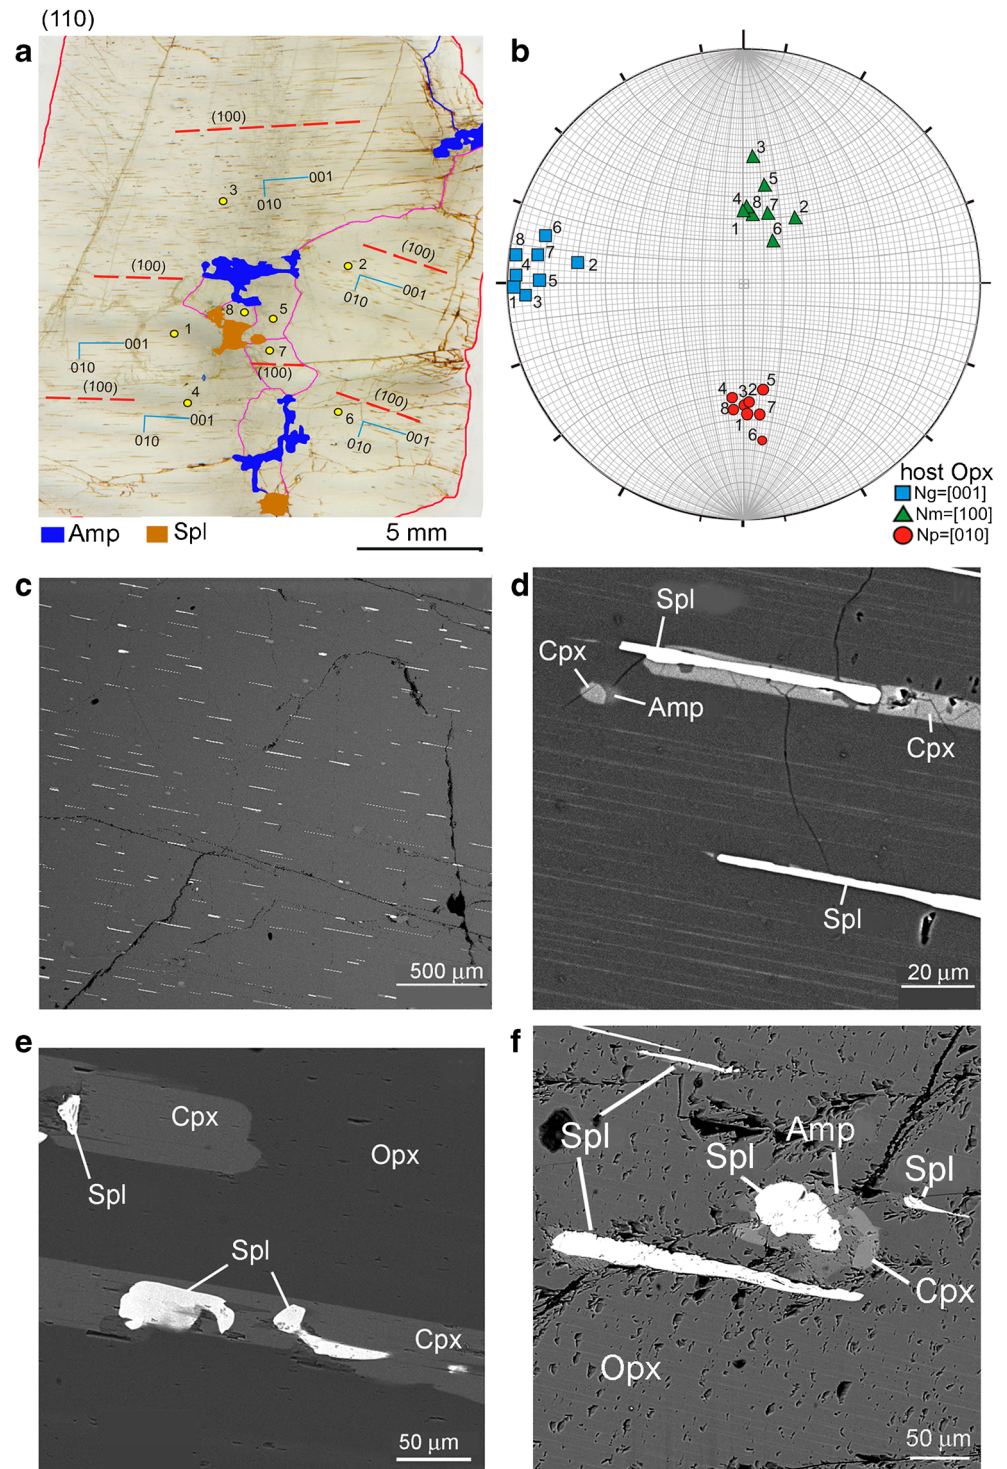 (110)
a
(100)
3
001
010
(100)
2
(100)
001
010
8
5
1
001
010
7
(100)
4
(100)
001
010
(100)
6
001
010
Amp
Spl
5 mm
b
3
5
4
8
7
2
1
6
6
8
7
2
4
5
1
3
4
3
2
5
8
1
7
6
host Opx
Ng=[001]
Nm=[100]
Np=[010]
c
500 μm
d
Spl
Cpx
Amp
Cpx
Spl
20 μm
e
Cpx
Opx
Spl
Spl
Cpx
50 μm
f
Spl
Amp
Spl
Spl
Cpx
Opx
50 μm